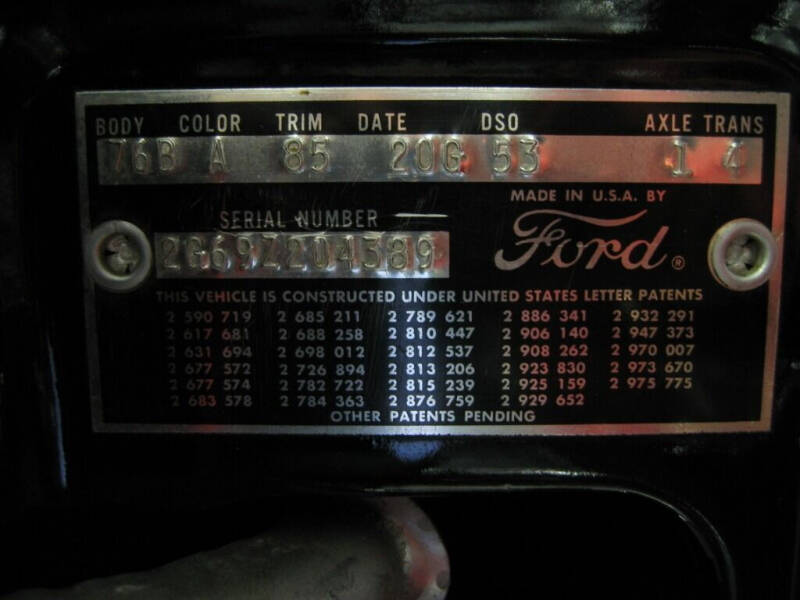 BODY COLOR TRIM DATE DSO AXLE TRANS
76B A 85 20G 53 1 4
MADE IN U.S.A. BY
SERIAL NUMBER
Ford®
2G69Z204389
THIS VEHICLE IS CONSTRUCTED UNDER UNITED STATES LETTER PATENTS
2 590 719 2 685 211 2 789 621 2 886 341 2 932 291
2 617 681 2 688 258 2 810 447 2 906 140 2 947 373
2 631 694 2 698 012 2 812 537 2 908 262 2 970 007
2 677 572 2 726 894 2 813 206 2 923 830 2 973 670
2 677 574 2 782 722 2 815 239 2 925 159 2 975 775
2 683 578 2 784 363 2 876 759 2 929 652
OTHER PATENTS PENDING